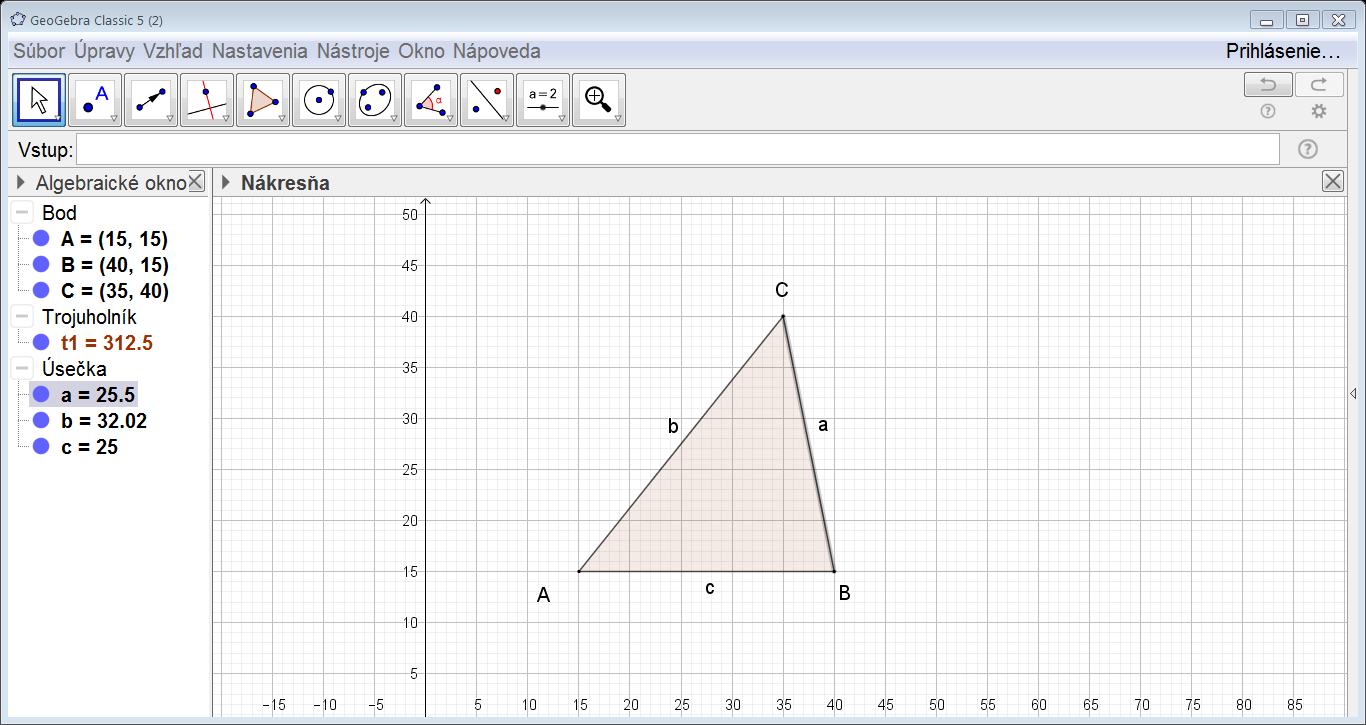 GeoGebra Classic 5 (2)
Súbor Úpravy Vzhľad Nastavenia Nástroje Okno Nápoveda Prihlásenie…
A α a=2
Vstup:
Algebraické okno Nákresňa
Bod
A = (15, 15)
B = (40, 15)
C = (35, 40)
Trojuholník
t1 = 312.5
Úsečka
a = 25.5
b = 32.02
c = 25
50
45
C
40
35
30
b a
25
20
15
A c B
10
5
−15 −10 −5 5 10 15 20 25 30 35 40 45 50 55 60 65 70 75 80 85